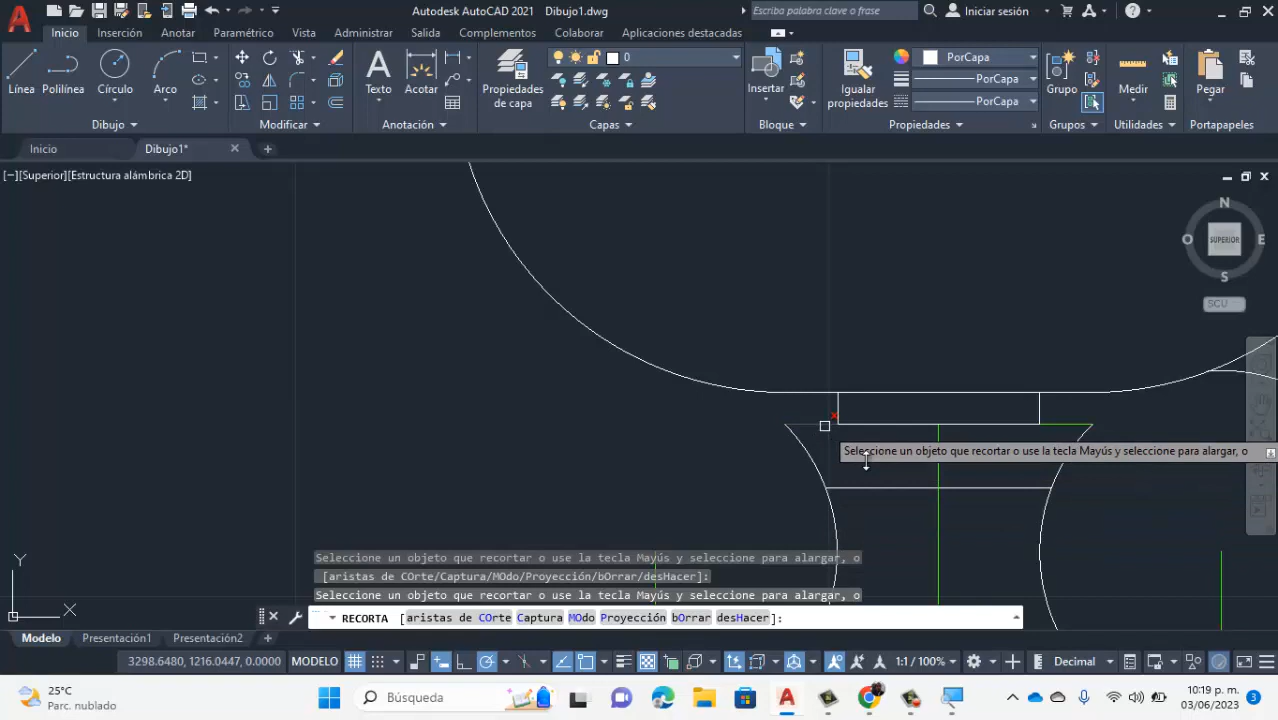 Autodesk AutoCAD 2021 Dibujo1.dwg
Escriba palabra clave o frase
Iniciar sesión
Inicio Inserción Anotar Paramétrico Vista Administrar Salida Complementos Colaborar Aplicaciones destacadas
Línea Polilínea Círculo Arco
Texto Acotar
Propiedades de capa
0
Insertar
Igualar propiedades
PorCapa
PorCapa
PorCapa
Grupo
Medir
Pegar
Dibujo Modificar Anotación Capas Bloque Propiedades Grupos Utilidades Portapapeles
Inicio Dibujo1*
[−][Superior][Estructura alámbrica 2D]
N
O SUPERIOR E
S
SCU
Seleccione un objeto que recortar o use la tecla Mayús y seleccione para alargar, o
Seleccione un objeto que recortar o use la tecla Mayús y seleccione para alargar, o
[aristas de COrte/Captura/MOdo/Proyección/bOrrar/desHacer]:
Seleccione un objeto que recortar o use la tecla Mayús y seleccione para alargar, o
RECORTA [aristas de COrte Captura MOdo Proyección bOrrar desHacer]:
Y
X
Modelo Presentación1 Presentación2
3298.6480, 1216.0447, 0.0000 MODELO 1:1 / 100% Decimal
25°C
Parc. nublado
Búsqueda
10:19 p. m.
03/06/2023
3